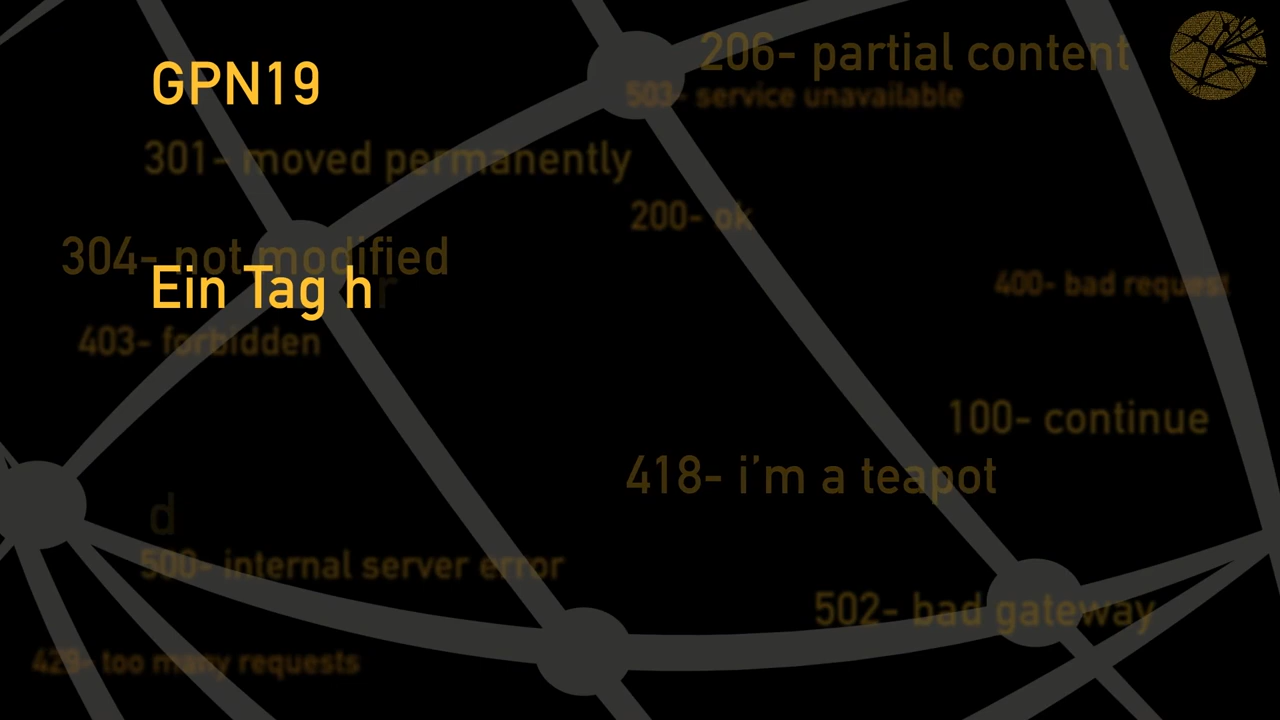 GPN19
206- partial content
503- service unavailable
301- moved permanently
200- ok
304- not modified
Ein Tag hr
400- bad request
403- forbidden
100- continue
418- i'm a teapot
d
500- internal server error
502- bad gateway
429- too many requests